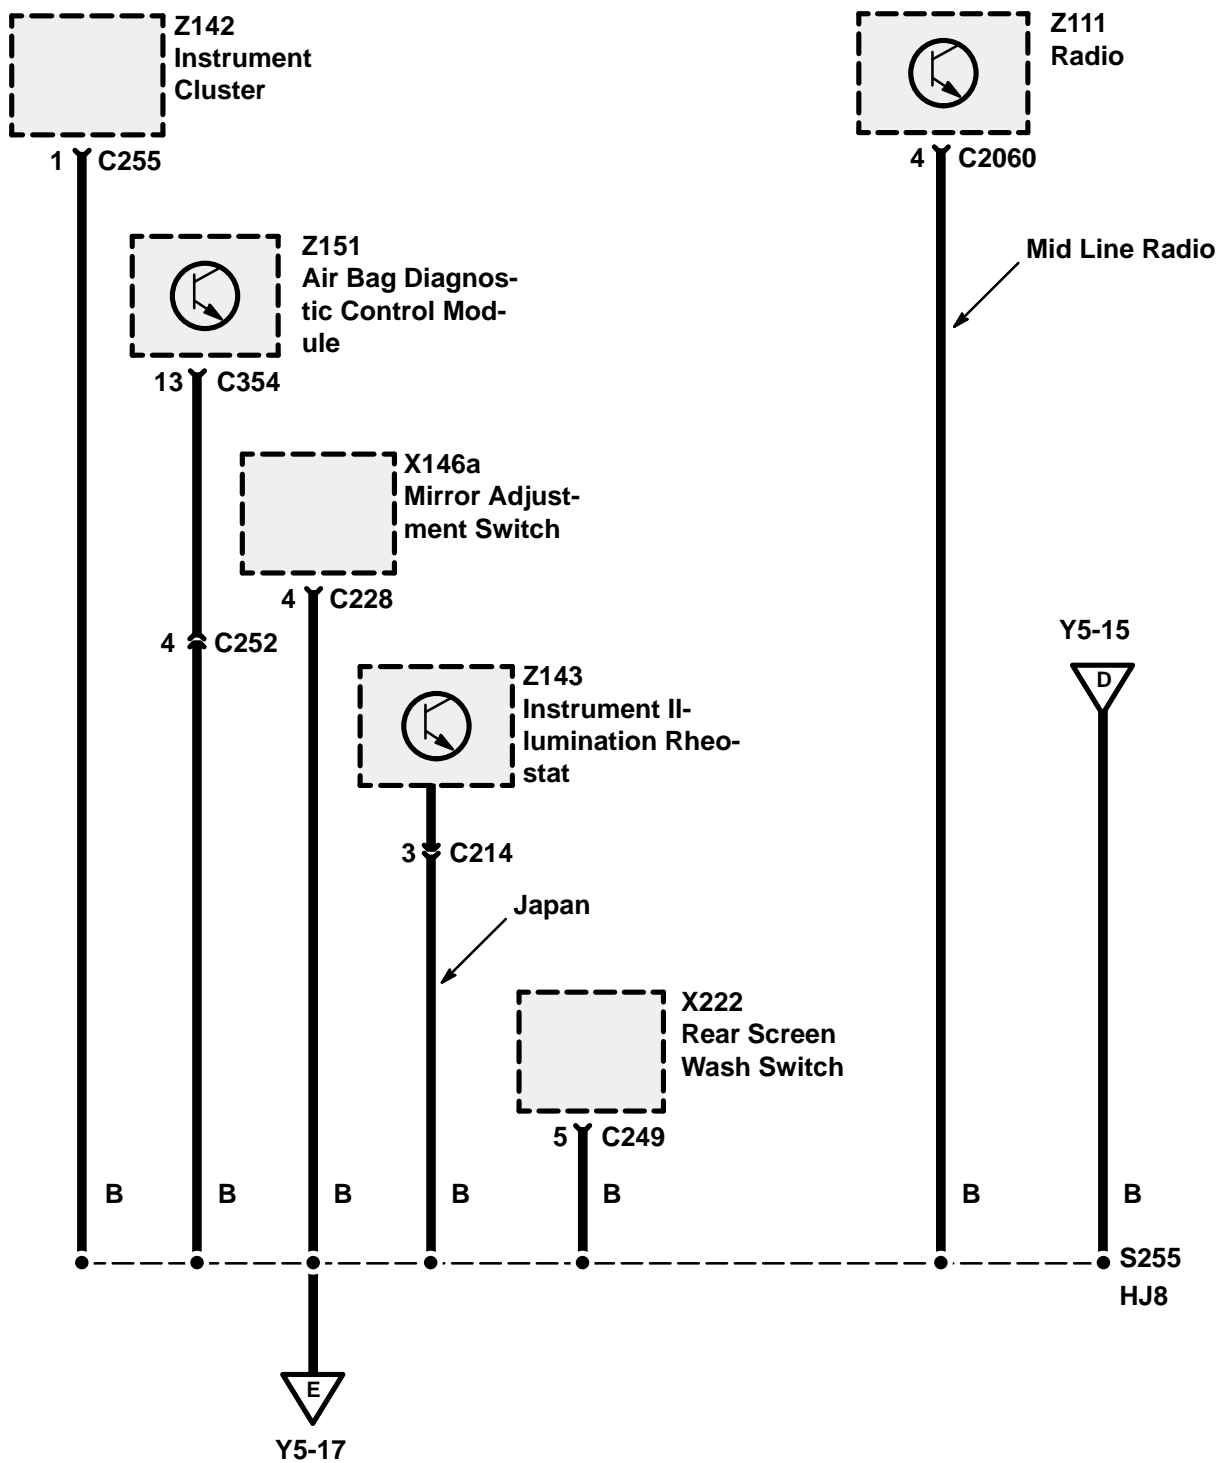 Z142
Instrument
Cluster
1 C255
Z111
Radio
4 C2060
Mid Line Radio
Z151
Air Bag Diagnos-
tic Control Mod-
ule
13 C354
X146a
Mirror Adjust-
ment Switch
4 C228
4 C252
Y5-15
D
Z143
Instrument Il-
lumination Rheo-
stat
3 C214
Japan
X222
Rear Screen
Wash Switch
5 C249
B B B B B B B
S255
HJ8
E
Y5-17